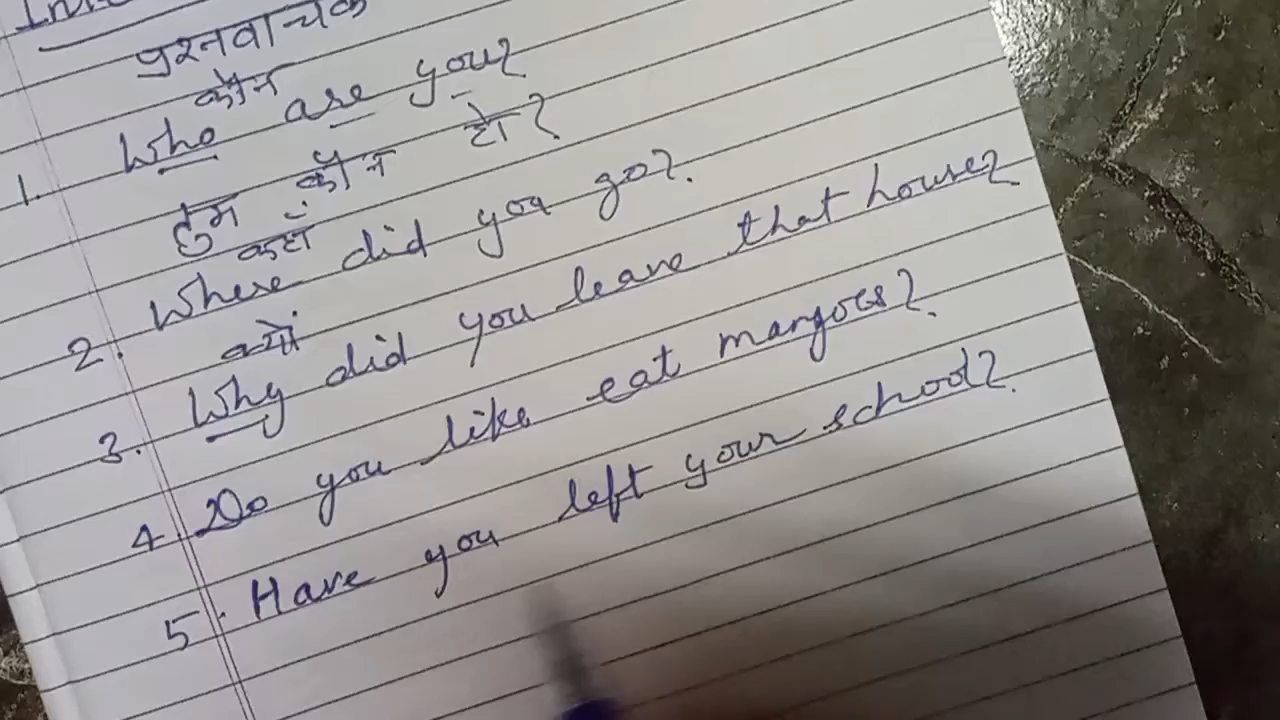 प्रश्नवाचक
कौन
1. Who are you?
तुम कौन हो?
कहाँ
2. Where did you go?
क्यों
3. Why did you leave that house?
4. Do you like eat mangoes?
5. Have you left your school?